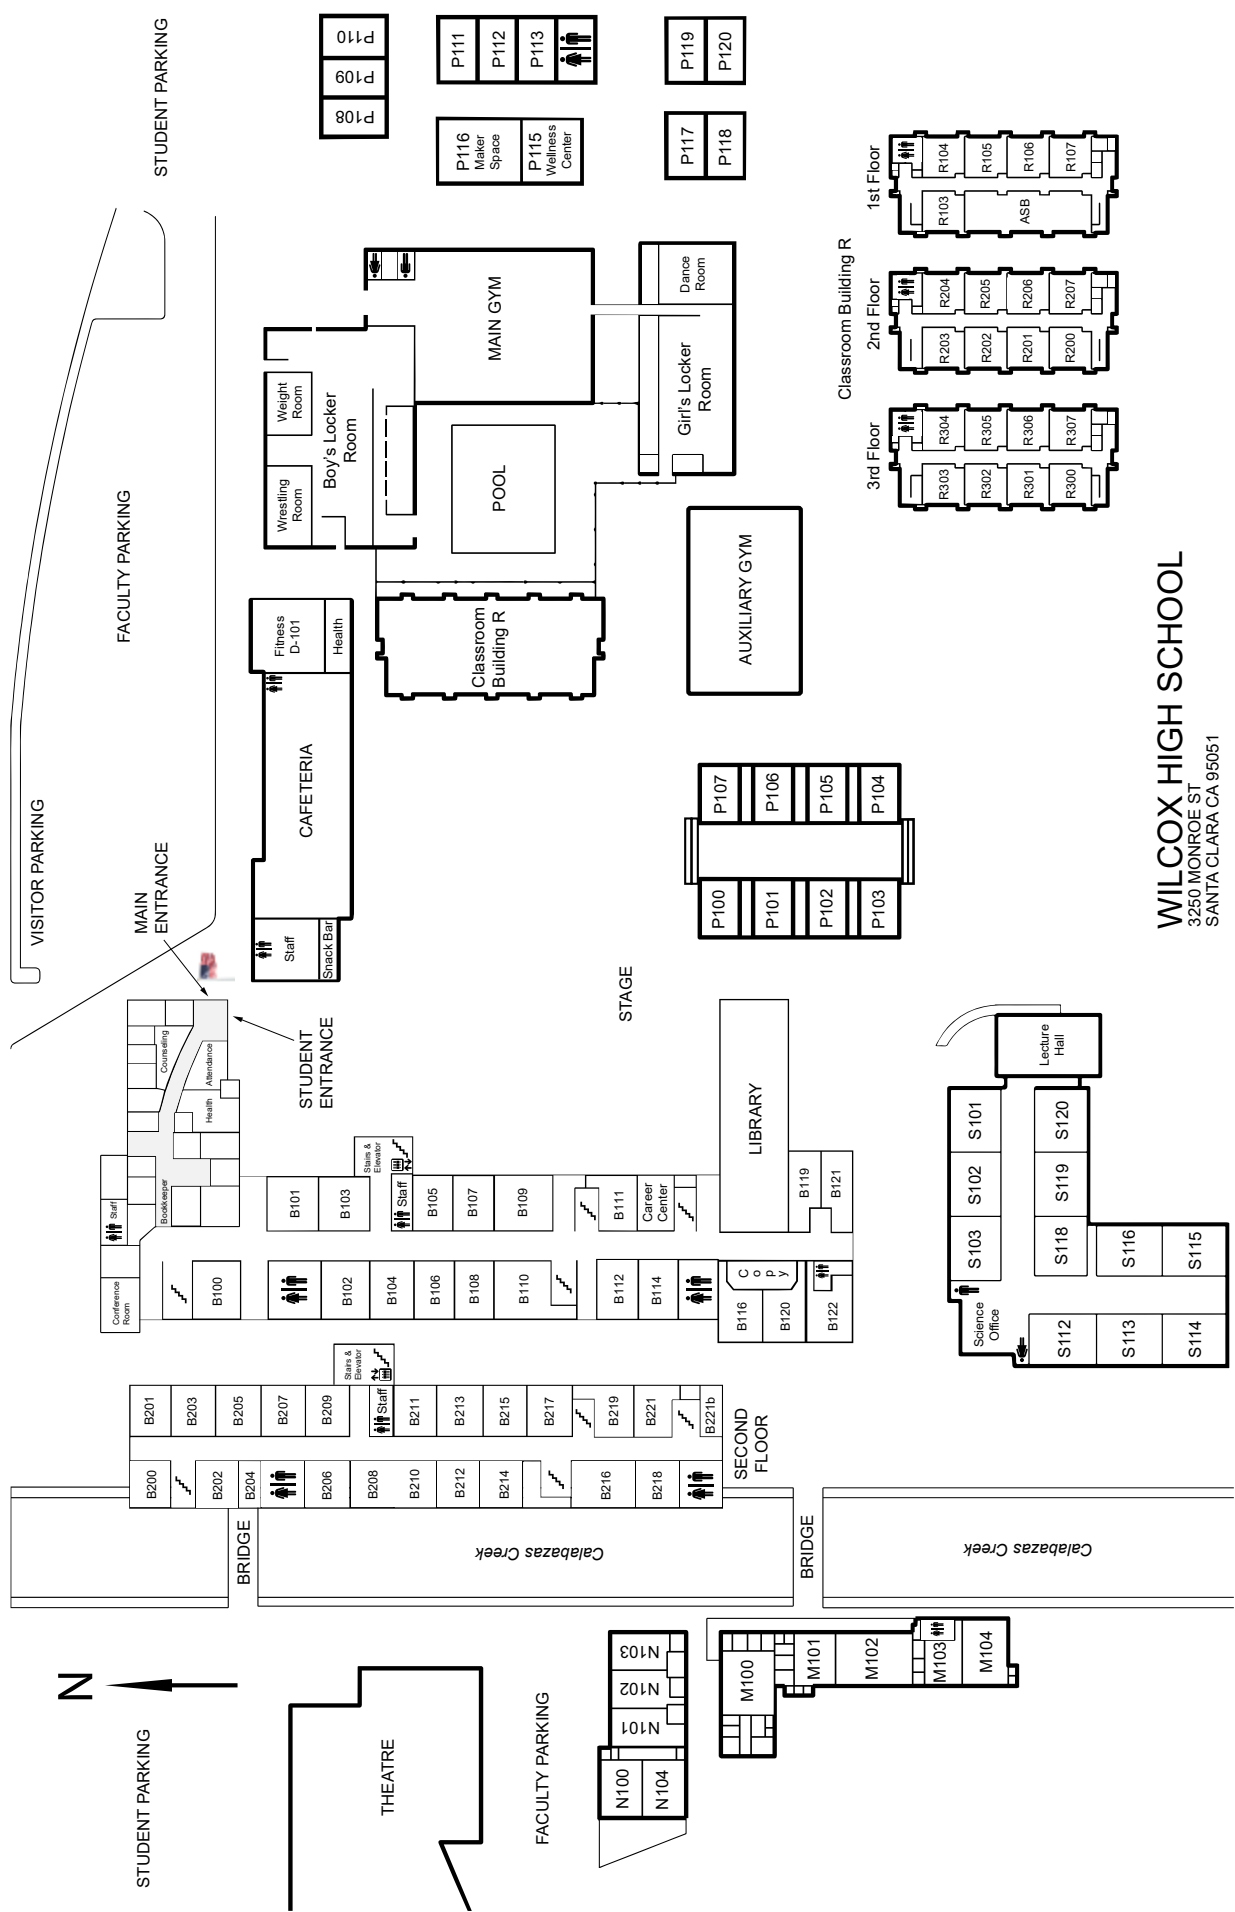 STUDENT PARKING
P110
P109
P108
P111
P112
P113
P119
P120
P116
Maker
Space
P115
Wellness
Center
P117
P118
1st Floor
R104
R105
R106
R107
R103
ASB
Classroom Building R
2nd Floor
R204
R205
R206
R207
R203
R202
R201
R200
3rd Floor
R304
R305
R306
R307
R303
R302
R301
R300
MAIN GYM
Dance
Room
Girl's Locker
Room
Weight
Room
Boy's Locker
Room
Wrestling
Room
POOL
FACULTY PARKING
AUXILIARY GYM
Classroom
Building R
Fitness
D-101
Health
CAFETERIA
Staff
Snack Bar
VISITOR PARKING
MAIN
ENTRANCE
STUDENT
ENTRANCE
P107
P106
P105
P104
P100
P101
P102
P103
WILCOX HIGH SCHOOL
3250 MONROE ST
SANTA CLARA CA 95051
STAGE
Counseling
Attendance
Health
Bookkeeper
Staff
Conference
Room
Stairs &
Elevator
B101
B103
Staff
B105
B107
B109
B111
Career
Center
LIBRARY
B119
B121
B100
B102
B104
B106
B108
B110
B112
B114
Copy
B116
B120
B122
Lecture
Hall
S101
S102
S103
S120
S119
S118
S116
S115
Science
Office
S112
S113
S114
Stairs &
Elevator
B201
B203
B205
B207
B209
Staff
B211
B213
B215
B217
B219
B221
B221b
B200
B202
B204
B206
B208
B210
B212
B214
B216
B218
SECOND
FLOOR
BRIDGE
Calabazas Creek
BRIDGE
Calabazas Creek
N
STUDENT PARKING
THEATRE
FACULTY PARKING
N103
N102
N101
N100
N104
M100
M101
M102
M103
M104